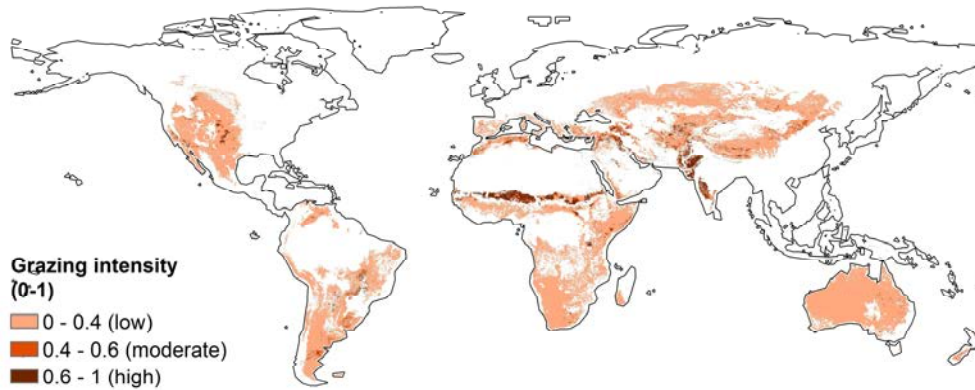 Grazing intensity
(0-1)
0 - 0.4 (low)
0.4 - 0.6 (moderate)
0.6 - 1 (high)